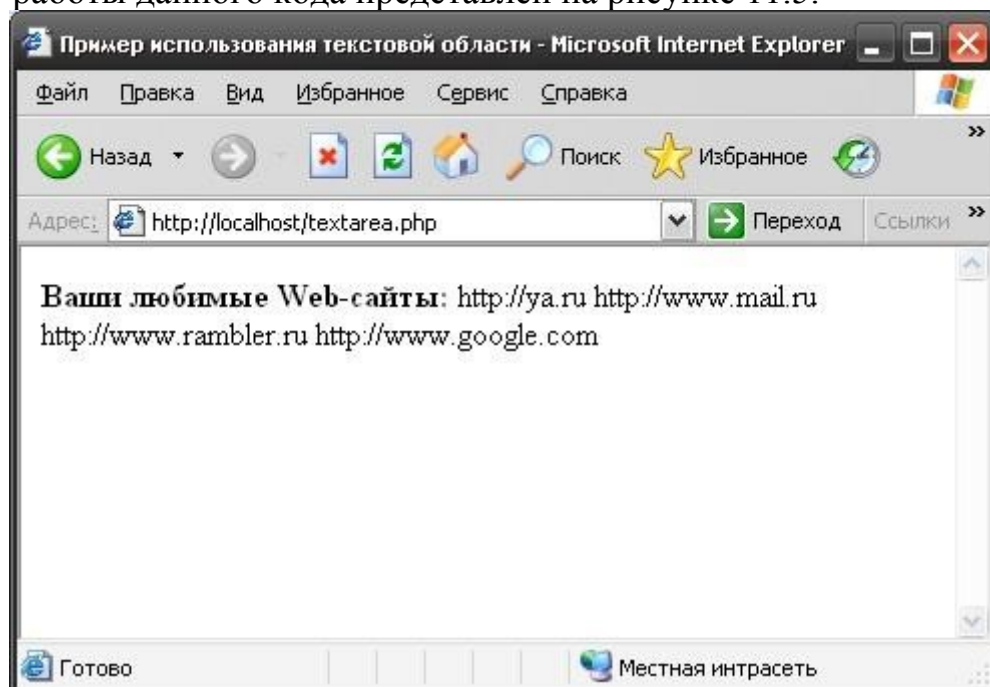 работы данного кода представлен на рисунке 11.5.
Пример использования текстовой области - Microsoft Internet Explorer
Файл Правка Вид Избранное Сервис Справка
Назад Поиск Избранное »
Адрес: http://localhost/textarea.php Переход Ссылки »
Ваши любимые Web-сайты: http://ya.ru http://www.mail.ru
http://www.rambler.ru http://www.google.com
Готово Местная интрасеть